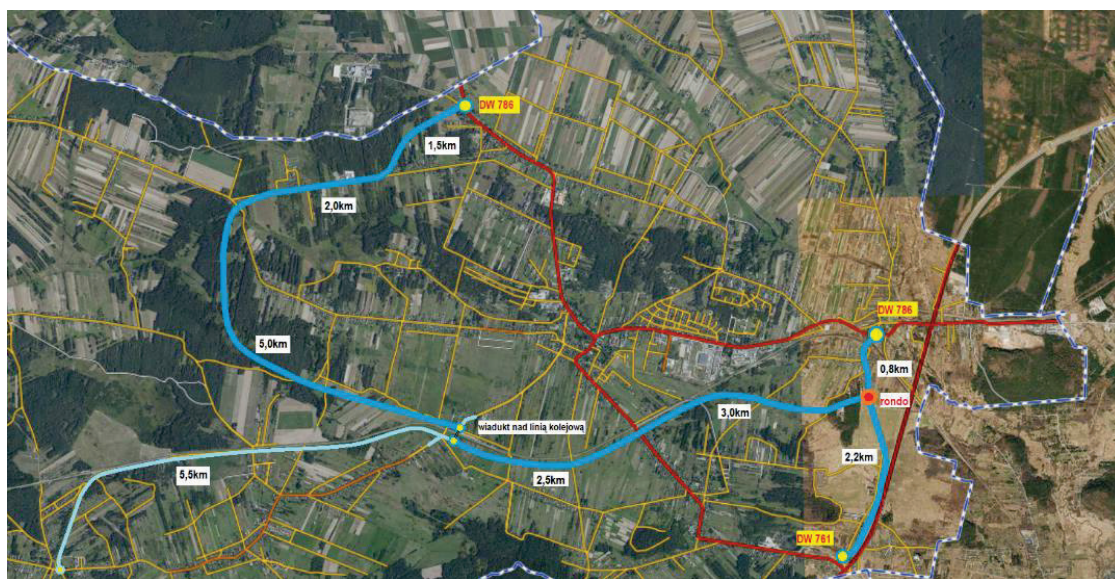 DW 786
1,5km
2,0km
DW 786
5,0km
0,8km
3,0km
rondo
wiadukt nad linią kolejową
2,2km
5,5km
2,5km
DW 761